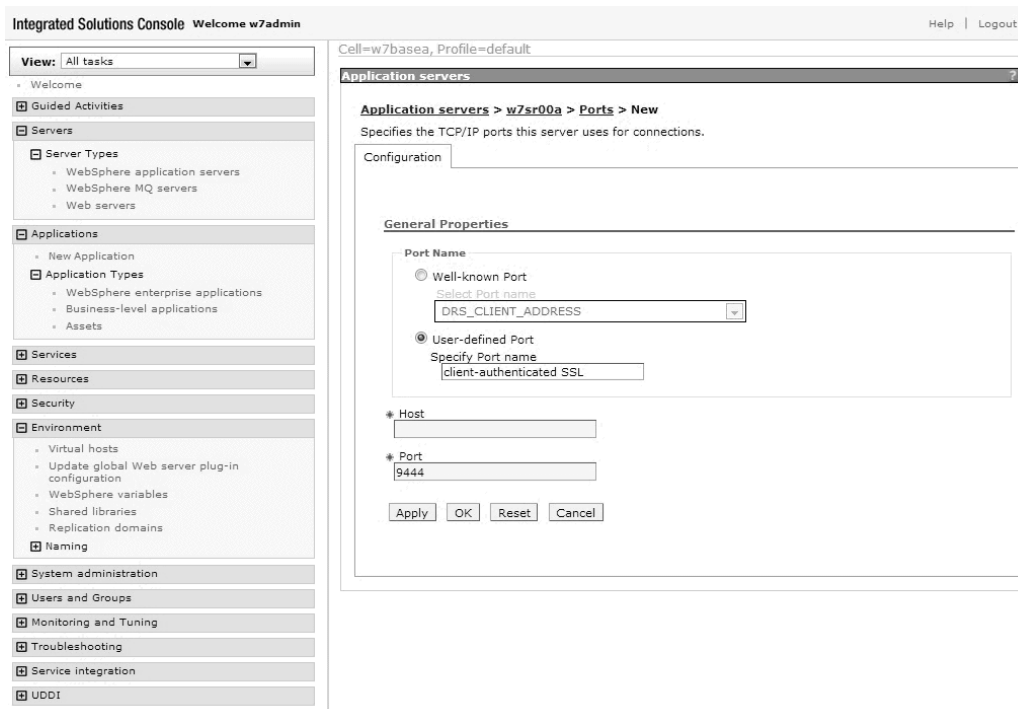 Integrated Solutions Console Welcome w7admin
Help | Logout
View: All tasks
Welcome
Guided Activities
Servers
Server Types
WebSphere application servers
WebSphere MQ servers
Web servers
Applications
New Application
Application Types
WebSphere enterprise applications
Business-level applications
Assets
Services
Resources
Security
Environment
Virtual hosts
Update global Web server plug-in
configuration
WebSphere variables
Shared libraries
Replication domains
Naming
System administration
Users and Groups
Monitoring and Tuning
Troubleshooting
Service integration
UDDI
Cell=w7basea, Profile=default
Application servers ?
Application servers > w7sr00a > Ports > New
Specifies the TCP/IP ports this server uses for connections.
Configuration
General Properties
Port Name
Well-known Port
Select Port name
DRS_CLIENT_ADDRESS
User-defined Port
Specify Port name
client-authenticated SSL
* Host
* Port
9444
Apply OK Reset Cancel